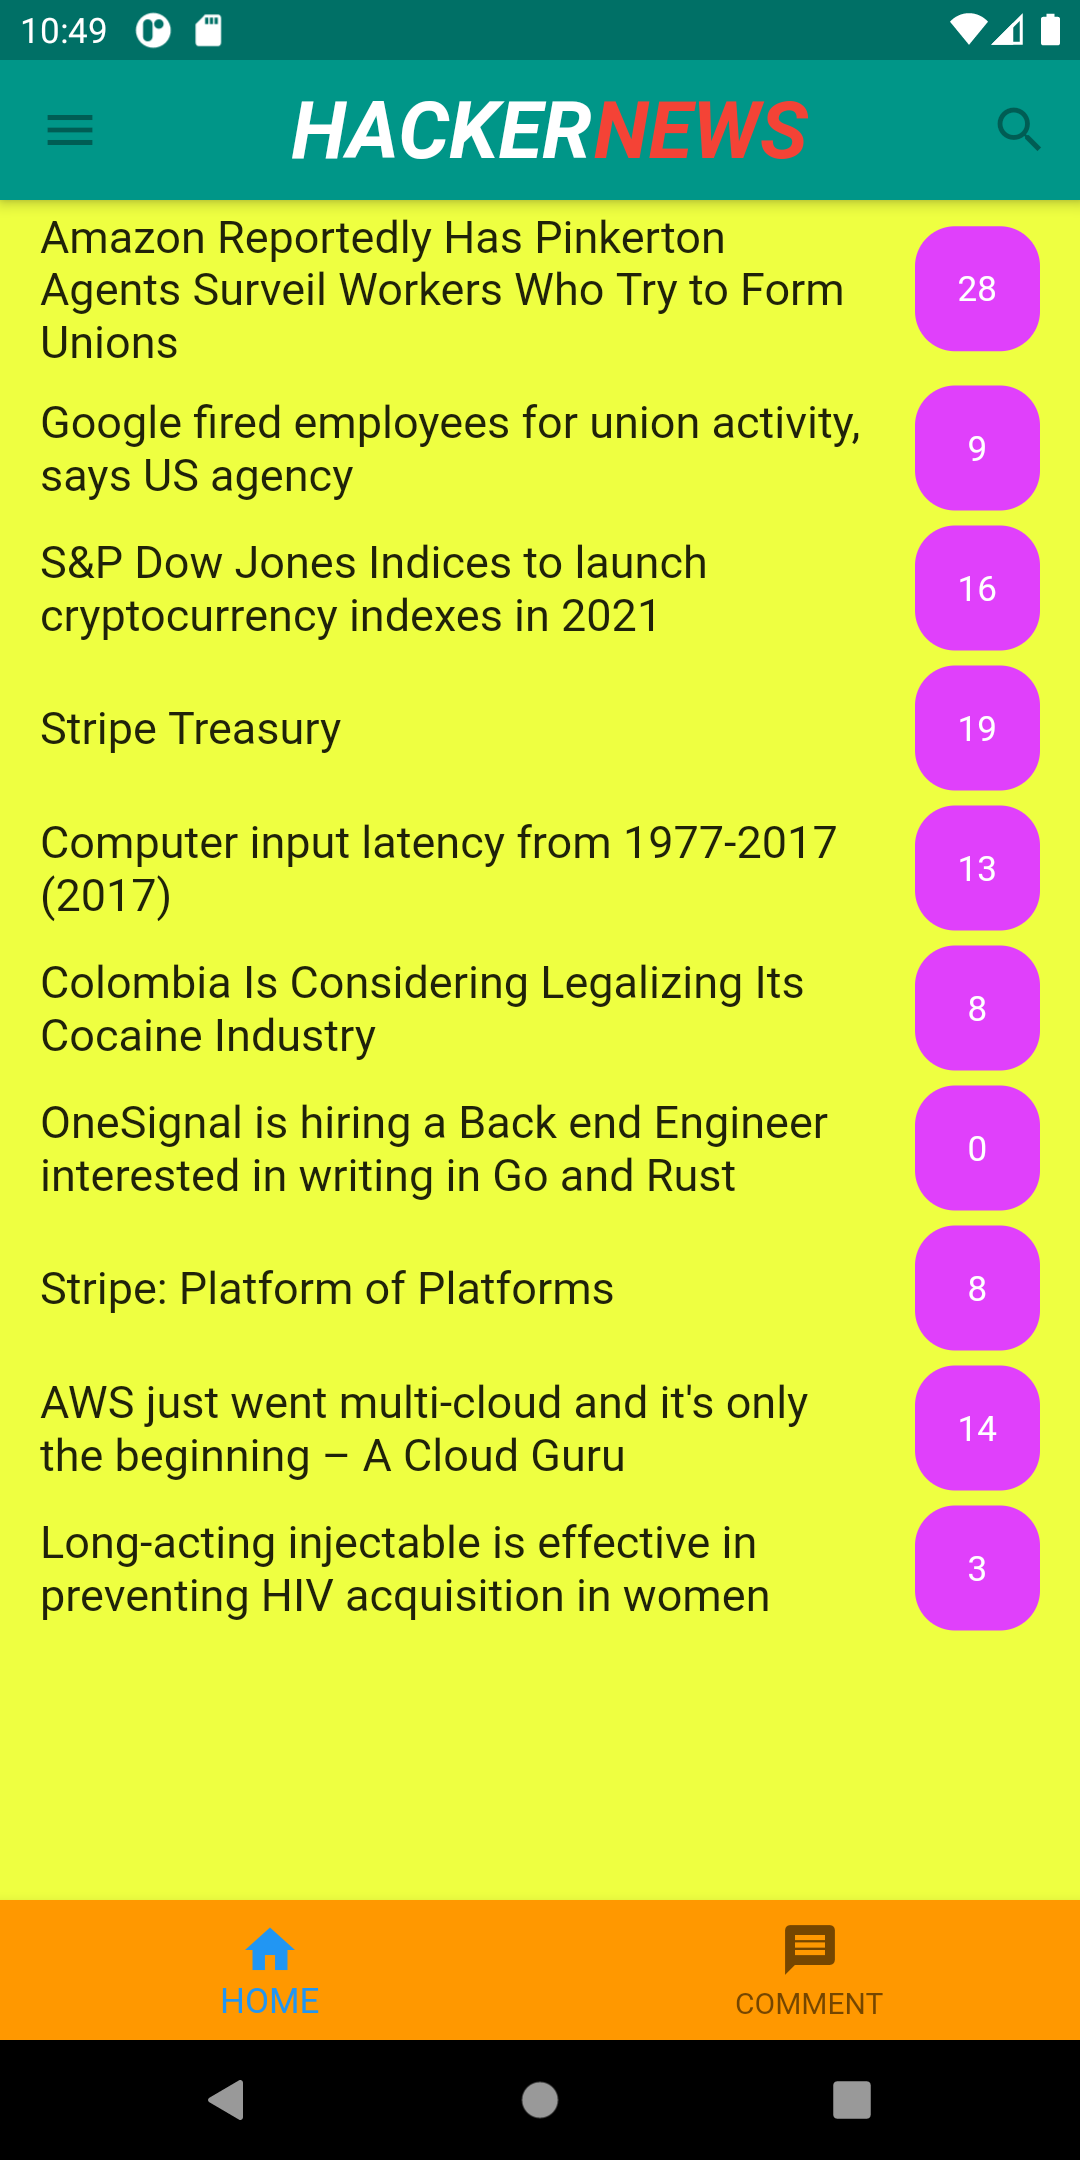 10:49
HACKERNEWS
Amazon Reportedly Has Pinkerton
Agents Surveil Workers Who Try to Form
Unions
28
Google fired employees for union activity,
says US agency
9
S&P Dow Jones Indices to launch
cryptocurrency indexes in 2021
16
Stripe Treasury
19
Computer input latency from 1977-2017
(2017)
13
Colombia Is Considering Legalizing Its
Cocaine Industry
8
OneSignal is hiring a Back end Engineer
interested in writing in Go and Rust
0
Stripe: Platform of Platforms
8
AWS just went multi-cloud and it's only
the beginning – A Cloud Guru
14
Long-acting injectable is effective in
preventing HIV acquisition in women
3
HOME
COMMENT